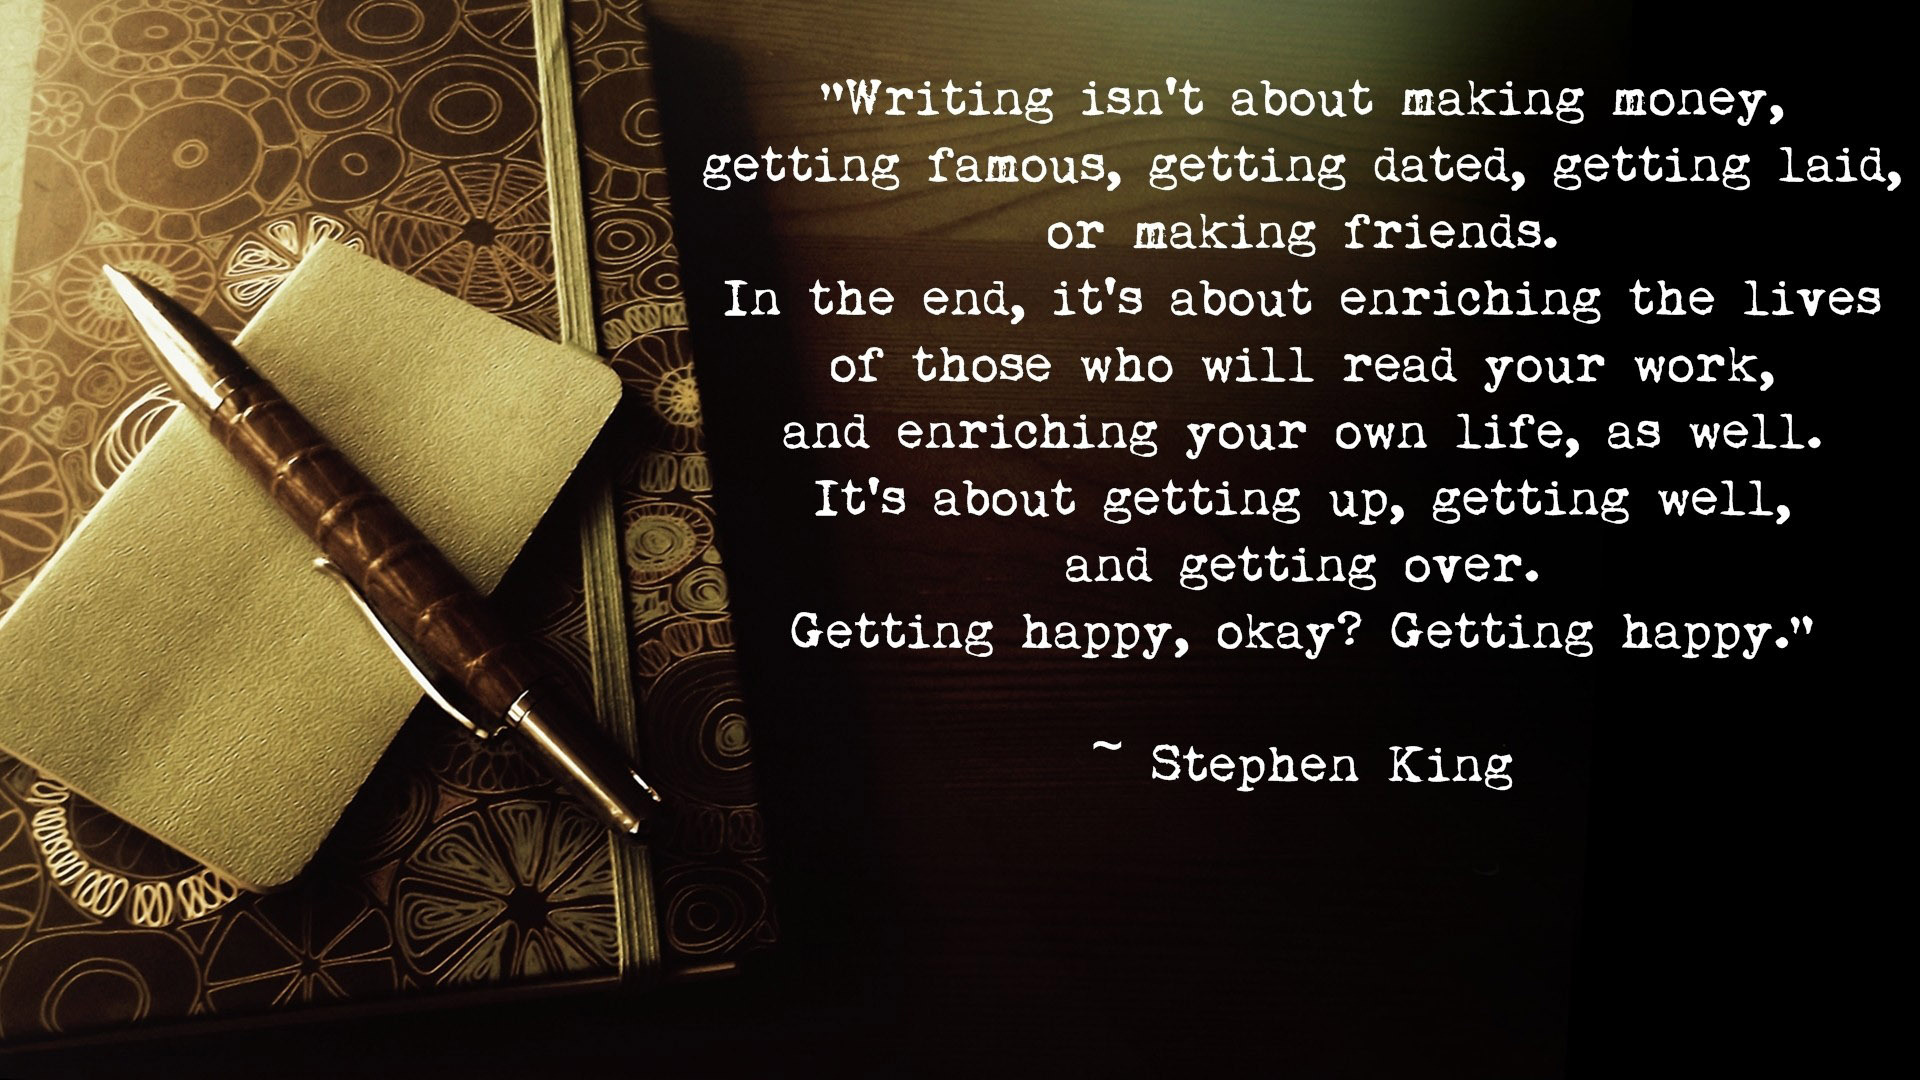 "Writing isn't about making money,
getting famous, getting dated, getting laid,
or making friends.
In the end, it's about enriching the lives
of those who will read your work,
and enriching your own life, as well.
It's about getting up, getting well,
and getting over.
Getting happy, okay? Getting happy."
~ Stephen King